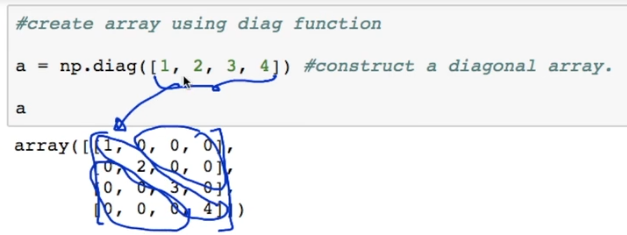 #create array using diag function
a = np.diag([1, 2, 3, 4]) #construct a diagonal array.
a
array([[1, 0, 0, 0],
[0, 2, 0, 0],
[0, 0, 3, 0],
[0, 0, 0, 4]])